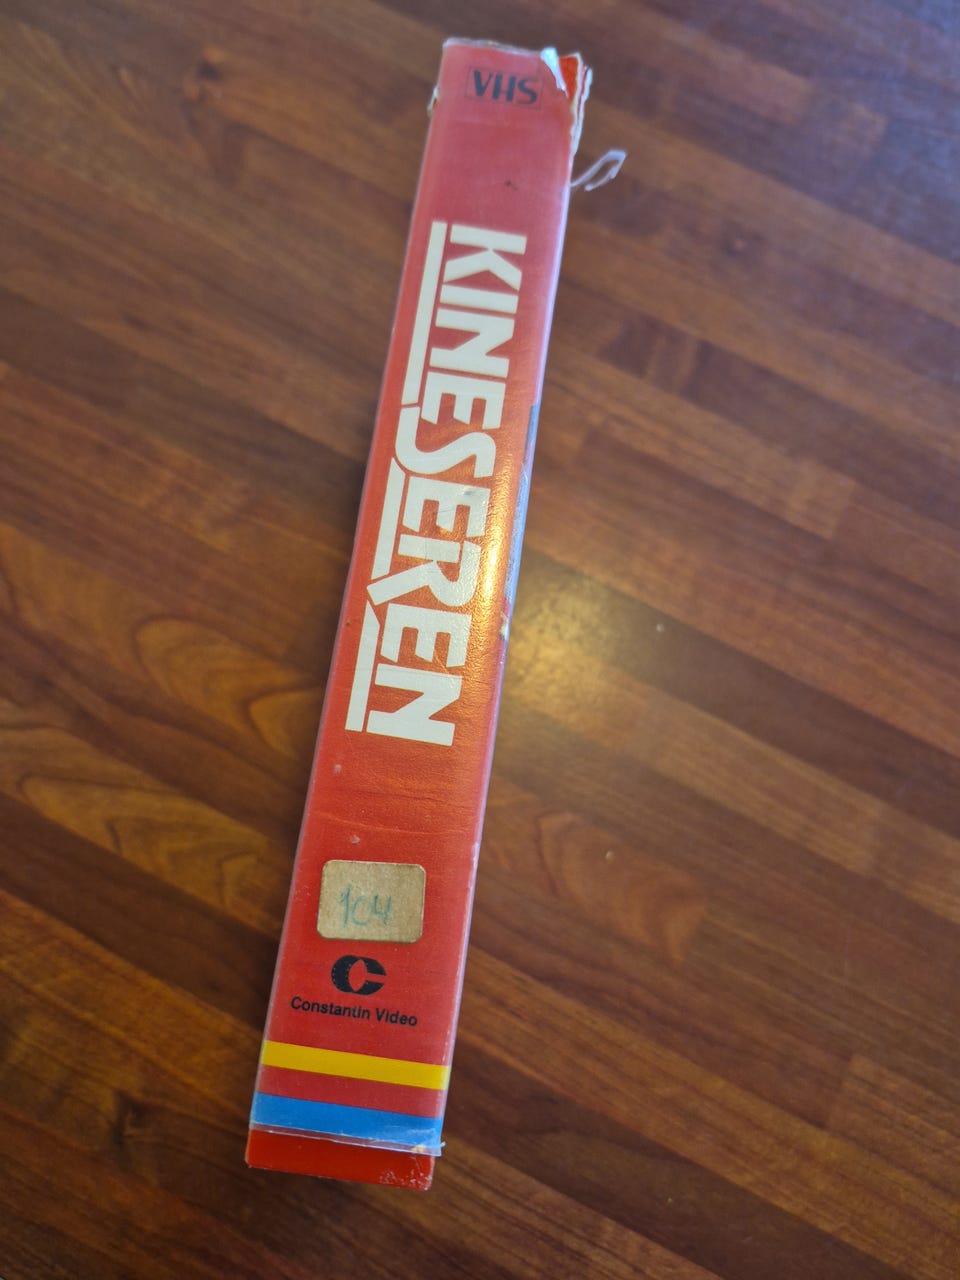 VHS
KINESEREN
104
Constantin Video